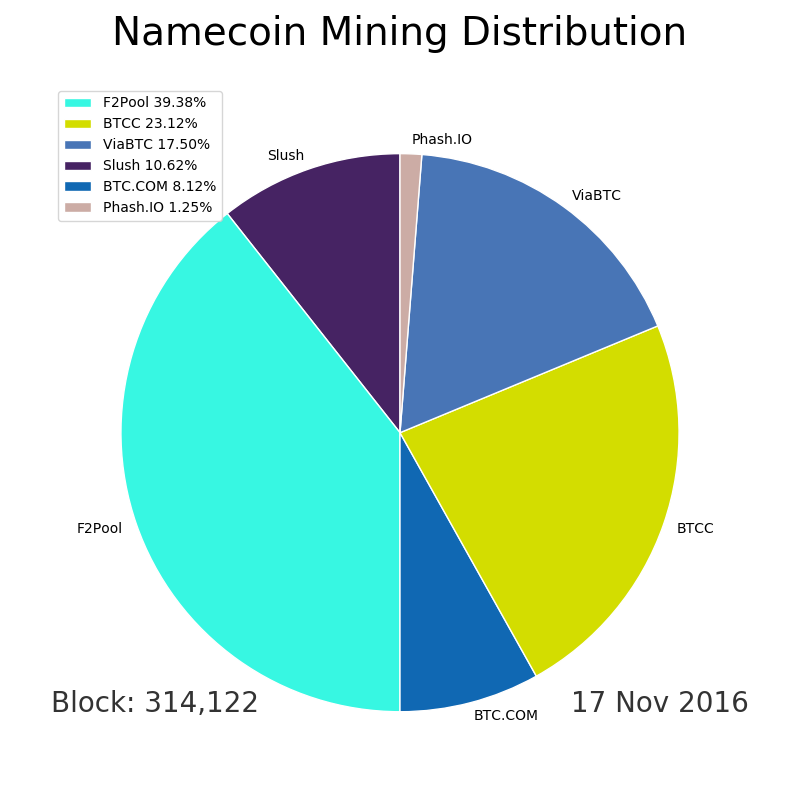 Namecoin Mining Distribution
F2Pool 39.38%
BTCC 23.12%
ViaBTC 17.50%
Slush 10.62%
BTC.COM 8.12%
Phash.IO 1.25%
Phash.IO
Slush
ViaBTC
F2Pool
BTCC
Block: 314,122
17 Nov 2016
BTC.COM